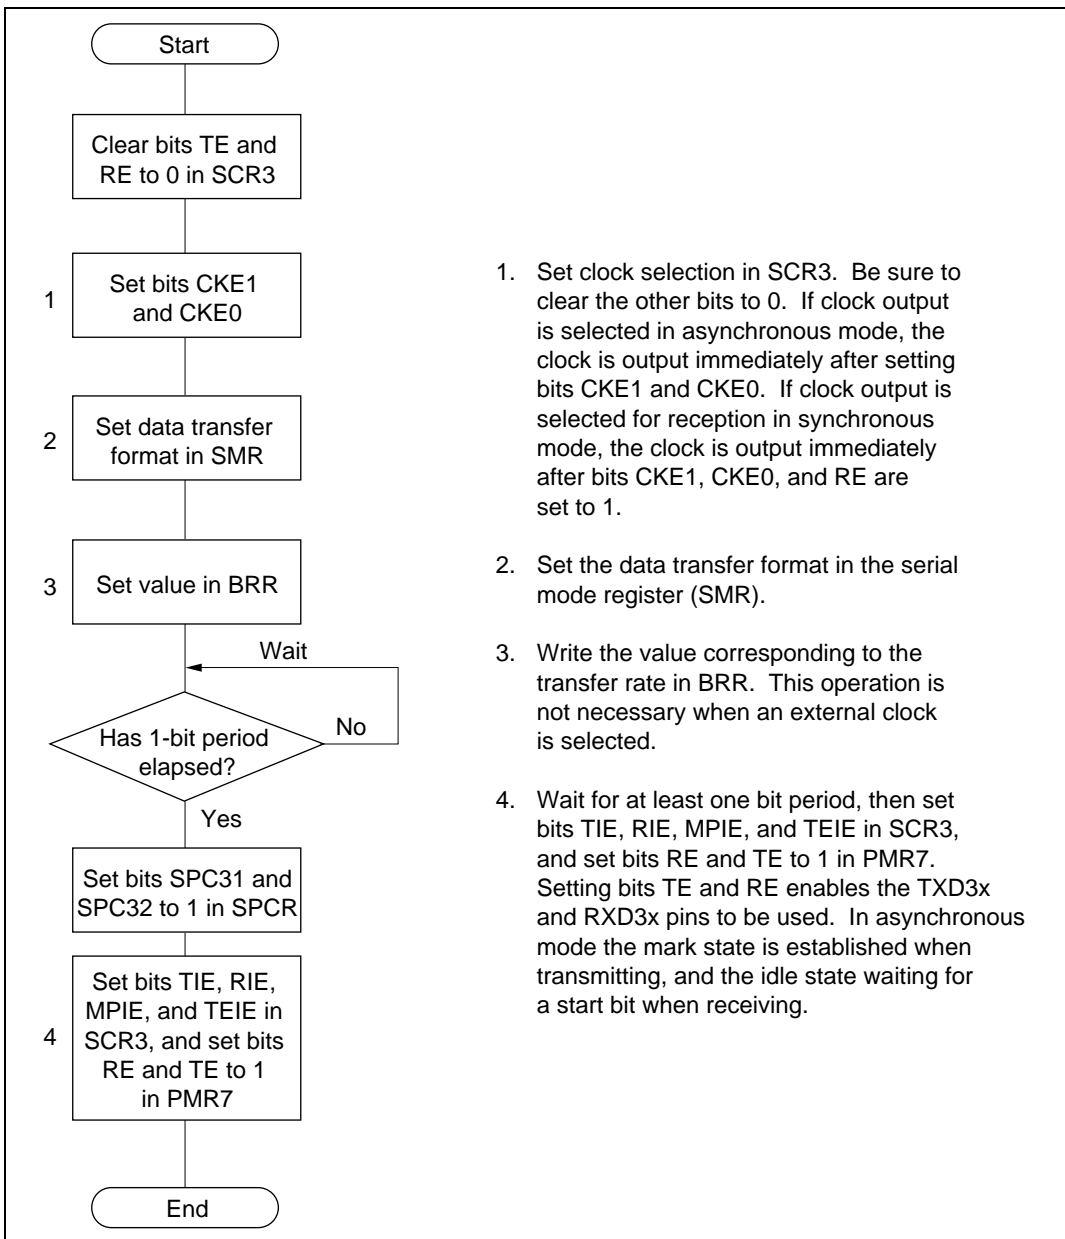 Start
Clear bits TE and
RE to 0 in SCR3
1
Set bits CKE1
and CKE0
2
Set data transfer
format in SMR
3
Set value in BRR
Wait
Has 1-bit period
elapsed?
No
Yes
Set bits SPC31 and
SPC32 to 1 in SPCR
4
Set bits TIE, RIE,
MPIE, and TEIE in
SCR3, and set bits
RE and TE to 1
in PMR7
End
1. Set clock selection in SCR3. Be sure to
clear the other bits to 0. If clock output
is selected in asynchronous mode, the
clock is output immediately after setting
bits CKE1 and CKE0. If clock output is
selected for reception in synchronous
mode, the clock is output immediately
after bits CKE1, CKE0, and RE are
set to 1.
2. Set the data transfer format in the serial
mode register (SMR).
3. Write the value corresponding to the
transfer rate in BRR. This operation is
not necessary when an external clock
is selected.
4. Wait for at least one bit period, then set
bits TIE, RIE, MPIE, and TEIE in SCR3,
and set bits RE and TE to 1 in PMR7.
Setting bits TE and RE enables the TXD3x
and RXD3x pins to be used. In asynchronous
mode the mark state is established when
transmitting, and the idle state waiting for
a start bit when receiving.